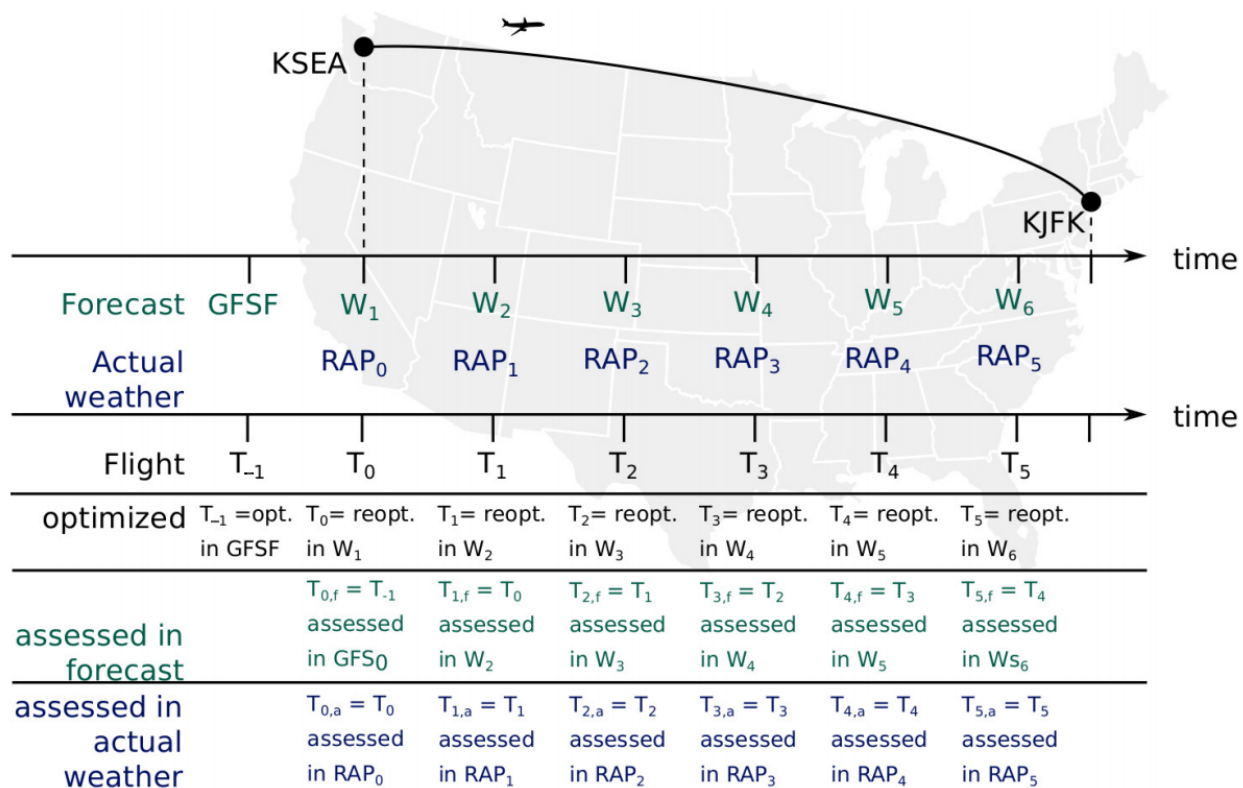 KSEA
KJFK
time
Forecast GFSF W₁ W₂ W₃ W₄ W₅ W₆
Actual weather RAP₀ RAP₁ RAP₂ RAP₃ RAP₄ RAP₅
time
Flight T₋₁ T₀ T₁ T₂ T₃ T₄ T₅
optimized T₋₁ =opt. T₀= reopt. T₁= reopt. T₂= reopt. T₃= reopt. T₄= reopt. T₅= reopt.
in GFSF in W₁ in W₂ in W₃ in W₄ in W₅ in W₆
T₀,f = T₋₁ T₁,f = T₀ T₂,f = T₁ T₃,f = T₂ T₄,f = T₃ T₅,f = T₄
assessed in assessed assessed assessed assessed assessed assessed
forecast in GFS0 in W₂ in W₃ in W₄ in W₅ in Ws₆
assessed in T₀,a = T₀ T₁,a = T₁ T₂,a = T₂ T₃,a = T₃ T₄,a = T₄ T₅,a = T₅
actual assessed assessed assessed assessed assessed assessed
weather in RAP₀ in RAP₁ in RAP₂ in RAP₃ in RAP₄ in RAP₅